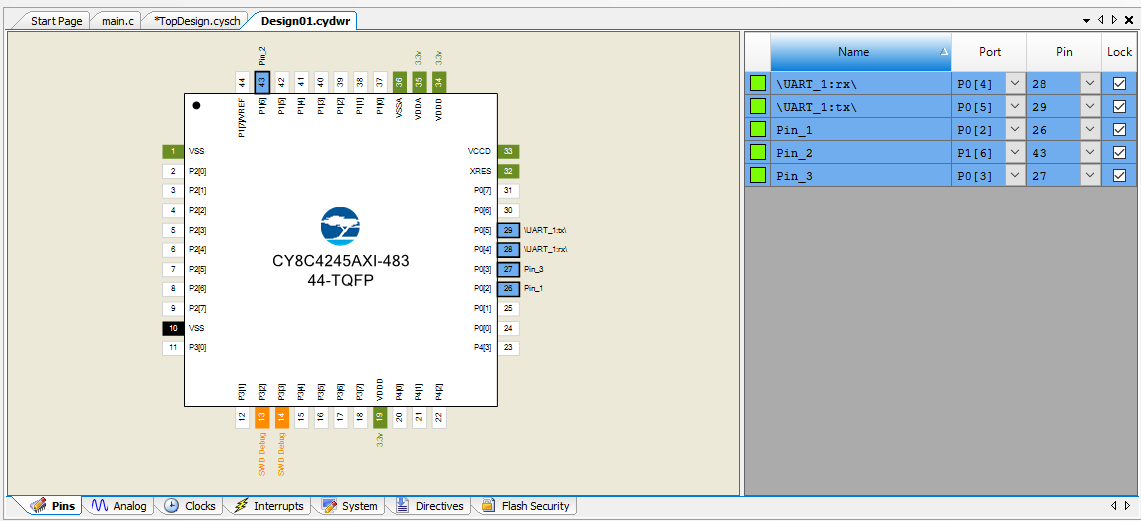 Start Page main.c *TopDesign.cysch Design01.cydwr
Pin_2
3.3v 3.3v
44 43 42 41 40 39 38 37 36 35 34
P1[7]/VREF P1[6] P1[5] P1[4] P1[3] P1[2] P1[1] P1[0] VSSA VDDA VDDD
1 VSS
2 P2[0]
3 P2[1]
4 P2[2]
5 P2[3]
6 P2[4]
7 P2[5]
8 P2[6]
9 P2[7]
10 VSS
11 P3[0]
CY8C4245AXI-483
44-TQFP
VCCD 33
XRES 32
P0[7] 31
P0[6] 30
P0[5] 29 \UART_1:tx\
P0[4] 28 \UART_1:rx\
P0[3] 27 Pin_3
P0[2] 26 Pin_1
P0[1] 25
P0[0] 24
P4[3] 23
P3[1] P3[2] P3[3] P3[4] P3[5] P3[6] P3[7] VDDD P4[0] P4[1] P4[2]
12 13 14 15 16 17 18 19 20 21 22
SWD Debug SWD Debug 3.3v
Name Port Pin Lock
\UART_1:rx\ P0[4] 28
\UART_1:tx\ P0[5] 29
Pin_1 P0[2] 26
Pin_2 P1[6] 43
Pin_3 P0[3] 27
Pins Analog Clocks Interrupts System Directives Flash Security